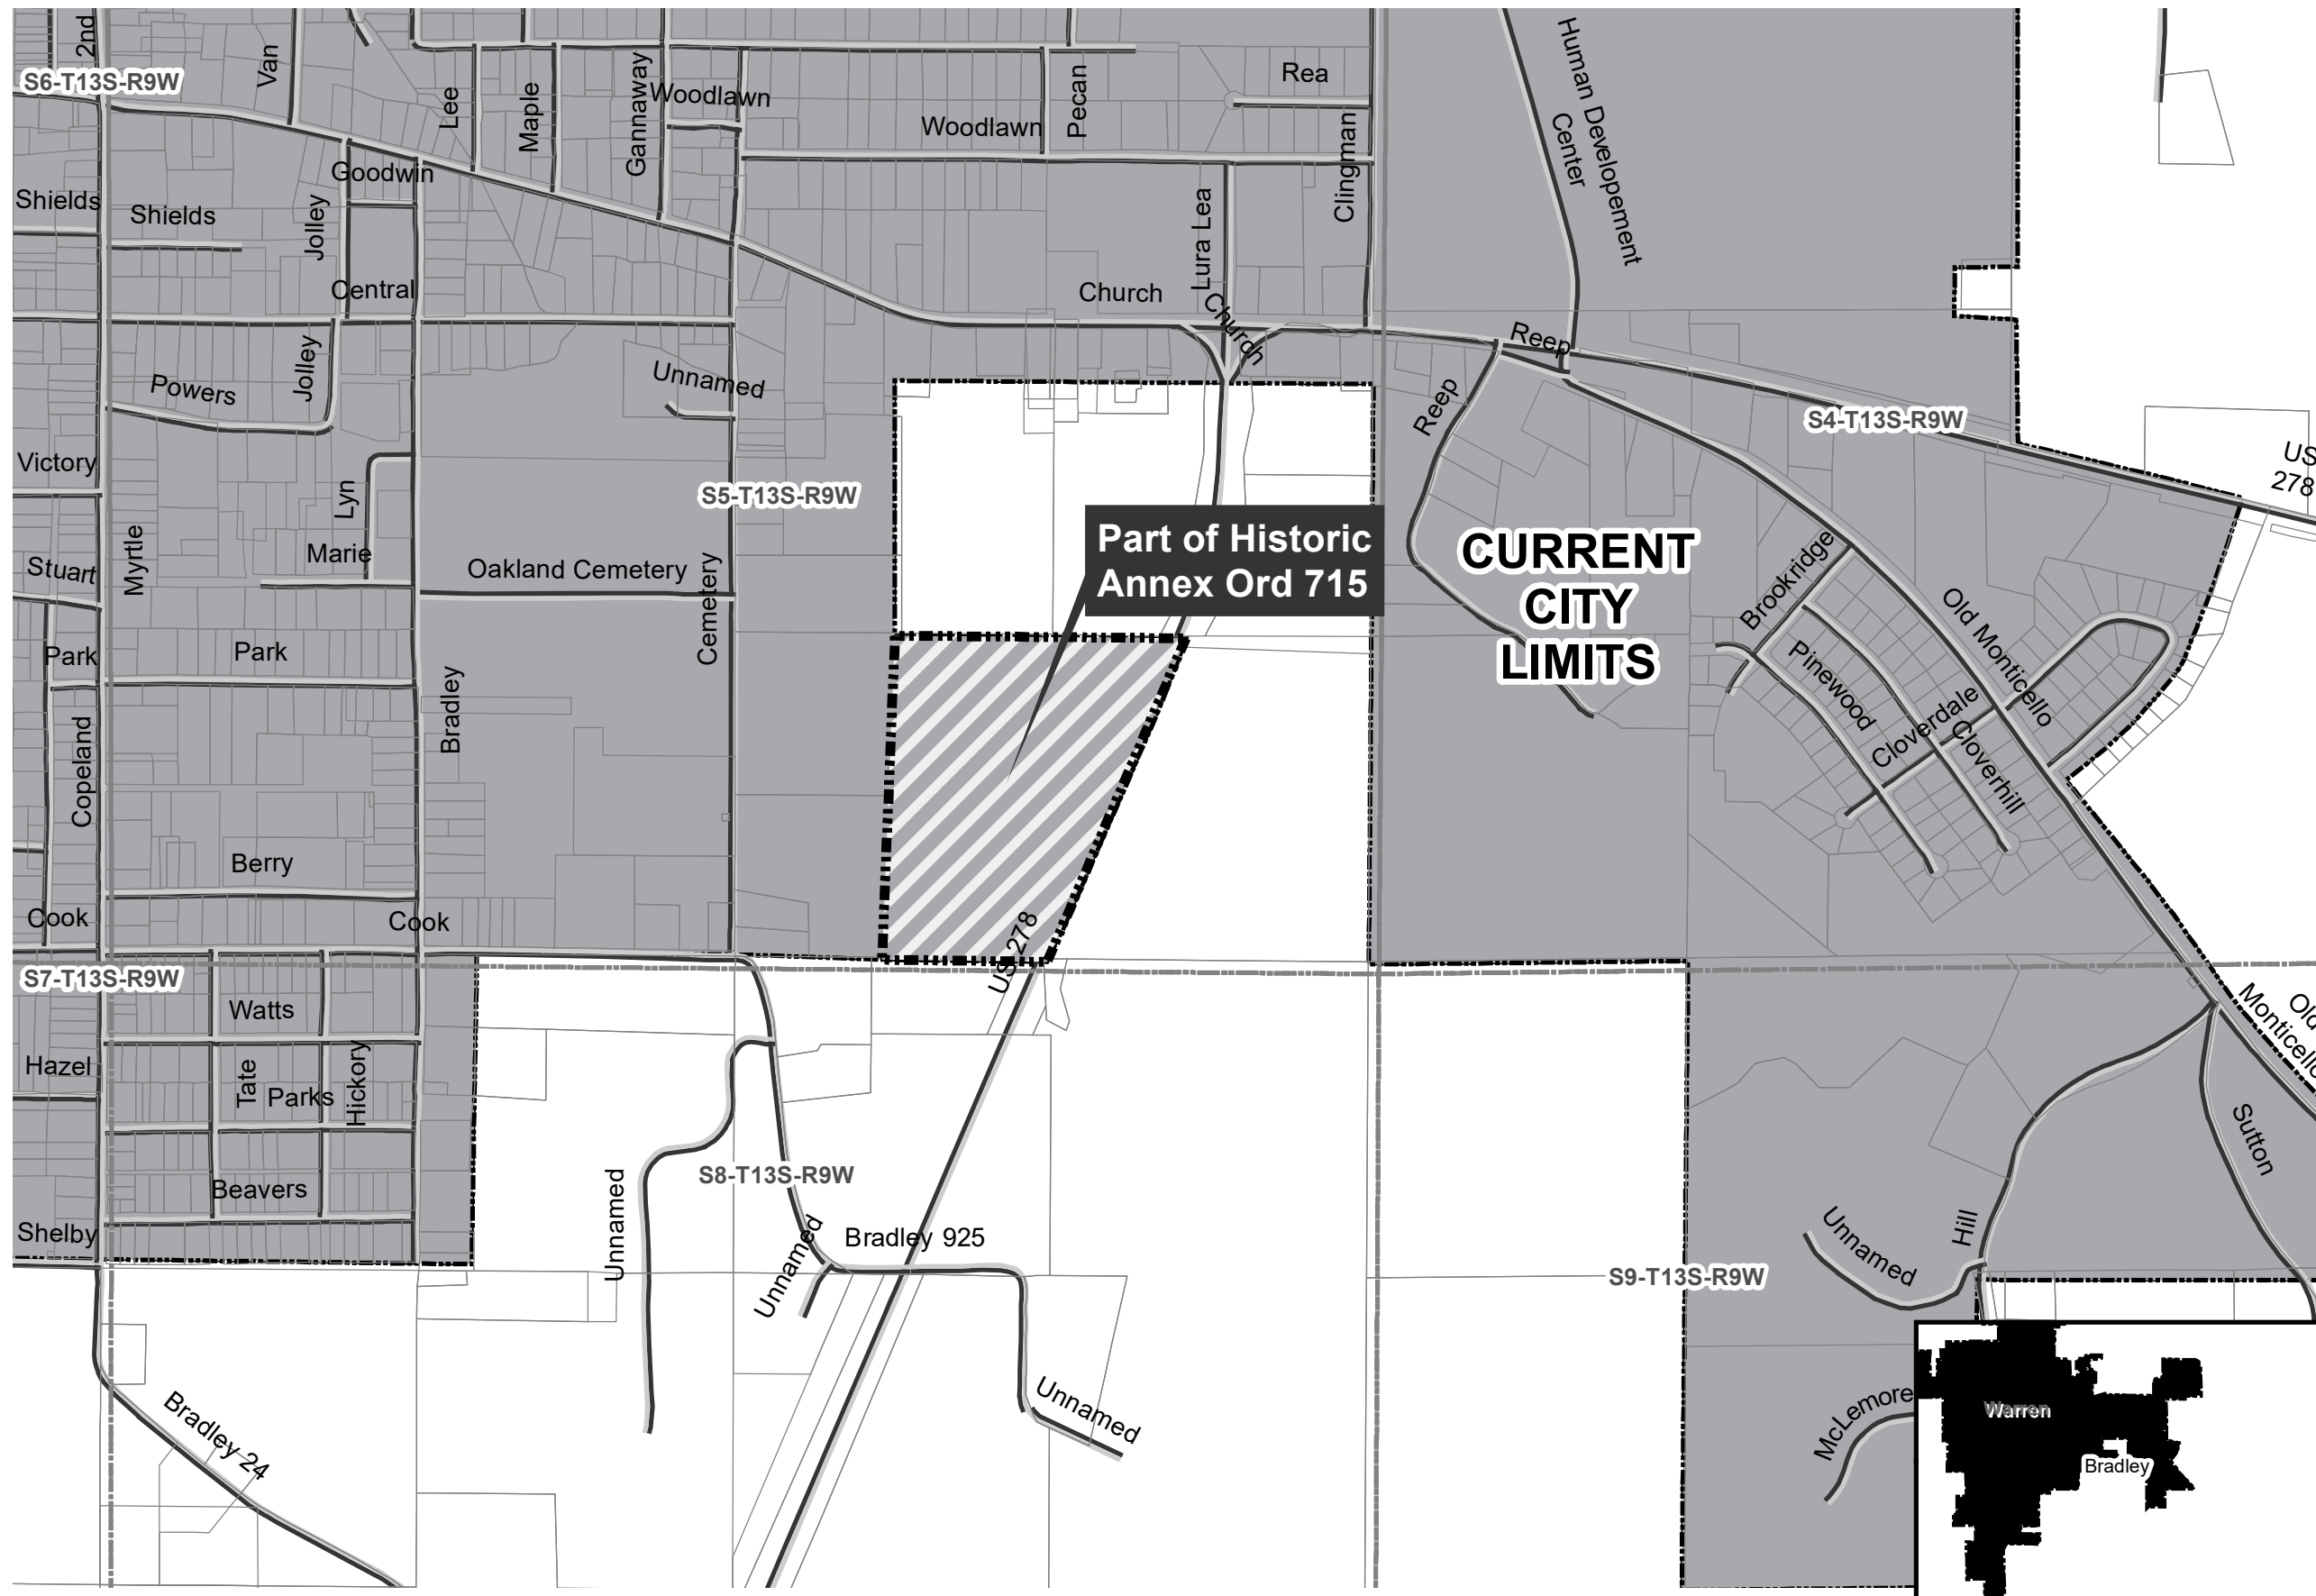 2nd
S6-T13S-R9W
Van
Lee
Maple
Gannaway
Woodlawn
Woodlawn
Pecan
Rea
Clingman
Human Developement
Center
Shields
Shields
Goodwin
Jolley
Central
Lura Lea
Church
Church
Reep
Reep
Powers
Jolley
Unnamed
S4-T13S-R9W
US
278
Victory
Lyn
S5-T13S-R9W
Myrtle
Marie
Stuart
Oakland Cemetery
Cemetery
Part of Historic
Annex Ord 715
CURRENT
CITY
LIMITS
Brookridge
Old Monticello
Pinewood
Cloverdale
Cloverhill
Park
Park
Bradley
Copeland
Berry
Cook
Cook
US 278
S7-T13S-R9W
Watts
Hazel
Tate
Parks
Hickory
Beavers
Shelby
Unnamed
S8-T13S-R9W
Unnamed
Bradley 925
Unnamed
S9-T13S-R9W
Old
Monticello
Sutton
Hill
Unnamed
McLemore
Bradley 24
Warren
Bradley